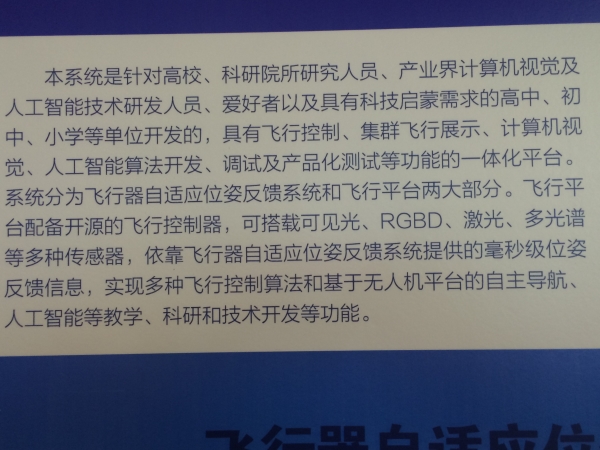 本系统是针对高校、科研院所研究人员、产业界计算机视觉及
人工智能技术研发人员、爱好者以及具有科技启蒙需求的高中、初
中、小学等单位开发的，具有飞行控制、集群飞行展示、计算机视
觉、人工智能算法开发、调试及产品化测试等功能的一体化平台。
系统分为飞行器自适应位姿反馈系统和飞行平台两大部分。飞行平
台配备开源的飞行控制器，可搭载可见光、RGBD、激光、多光谱
等多种传感器，依靠飞行器自适应位姿反馈系统提供的毫秒级位姿
反馈信息，实现多种飞行控制算法和基于无人机平台的自主导航、
人工智能等教学、科研和技术开发等功能。
飞行器自适应位